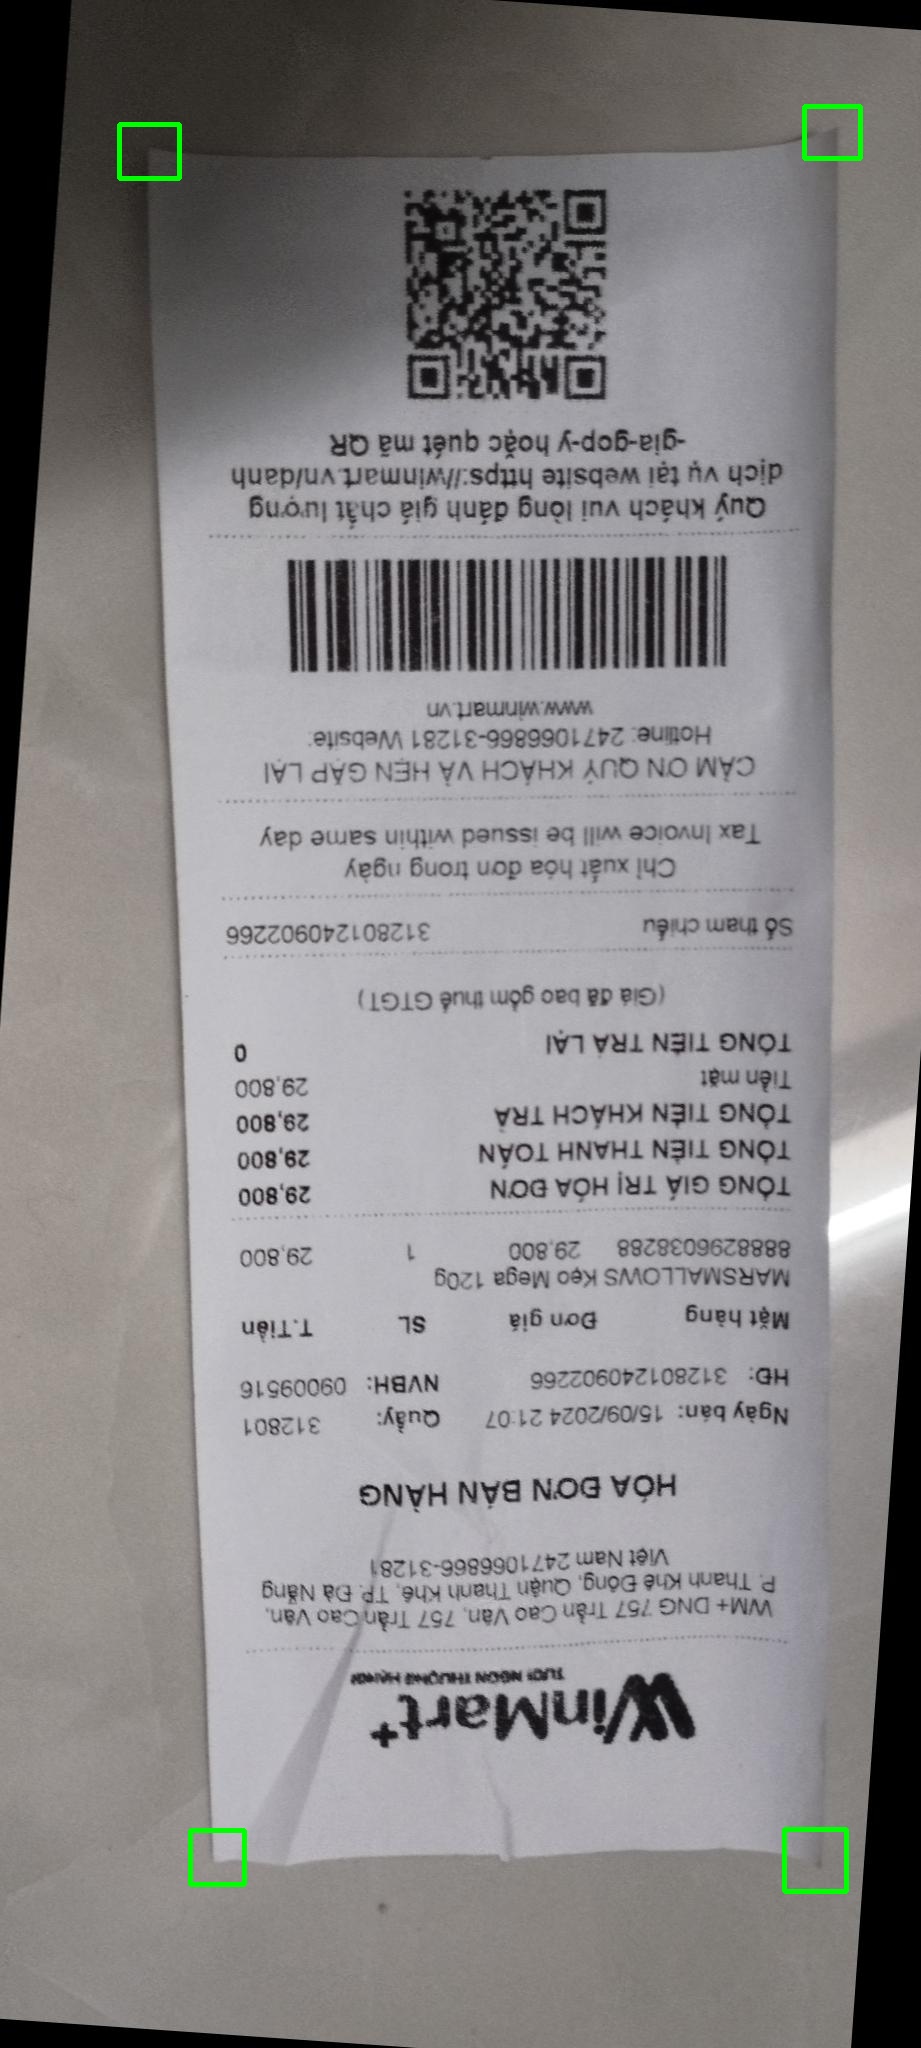 WinMart+
TƯƠI NGON THƯỢNG HẠNG!
WM+ DNG 757 Trần Cao Vân, 757 Trần Cao Vân,
P. Thanh Khê Đông, Quận Thanh Khê, TP. Đà Nẵng
Việt Nam 2471066866-31281
HÓA ĐƠN BÁN HÀNG
Ngày bán: 15/09/2024 21:07 Quầy: 312801
HĐ: 312801240902266 NVBH: 09009516
Mặt hàng Đơn giá SL T.Tiền
MARSMALLOWS Kẹo Mega 120g
8888296038288 29,800 1 29,800
TỔNG GIÁ TRỊ HÓA ĐƠN 29,800
TỔNG TIỀN THANH TOÁN 29,800
TỔNG TIỀN KHÁCH TRẢ 29,800
Tiền mặt 29,800
TỔNG TIỀN TRẢ LẠI 0
(Giá đã bao gồm thuế GTGT)
Số tham chiếu 312801240902266
Chỉ xuất hóa đơn trong ngày
Tax Invoice will be issued within same day
CẢM ƠN QUÝ KHÁCH VÀ HẸN GẶP LẠI
Hotline: 2471066866-31281 Website:
www.winmart.vn
Quý khách vui lòng đánh giá chất lượng
dịch vụ tại website https://winmart.vn/danh
-gia-gop-y hoặc quét mã QR